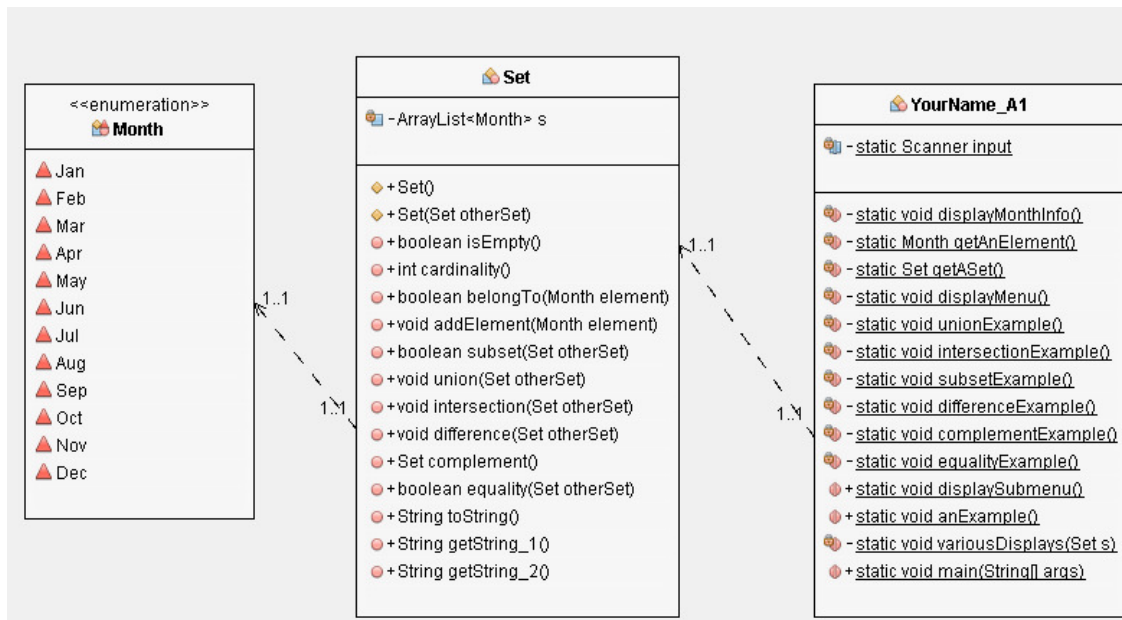 <<enumeration>>
Month
Jan
Feb
Mar
Apr
May
Jun
Jul
Aug
Sep
Oct
Nov
Dec
1..1
1..1
Set
-ArrayList<Month> s
+Set()
+Set(Set otherSet)
+boolean isEmpty()
+int cardinality()
+boolean belongTo(Month element)
+void addElement(Month element)
+boolean subset(Set otherSet)
+void union(Set otherSet)
+void intersection(Set otherSet)
+void difference(Set otherSet)
+Set complement()
+boolean equality(Set otherSet)
+String toString()
+String getString_1()
+String getString_2()
1..1
1..1
YourName_A1
-static Scanner input
-static void displayMonthInfo()
-static Month getAnElement()
-static Set getASet()
-static void displayMenu()
-static void unionExample()
-static void intersectionExample()
-static void subsetExample()
-static void differenceExample()
-static void complementExample()
-static void equalityExample()
+static void displaySubmenu()
+static void anExample()
-static void variousDisplays(Set s)
+static void main(String[] args)